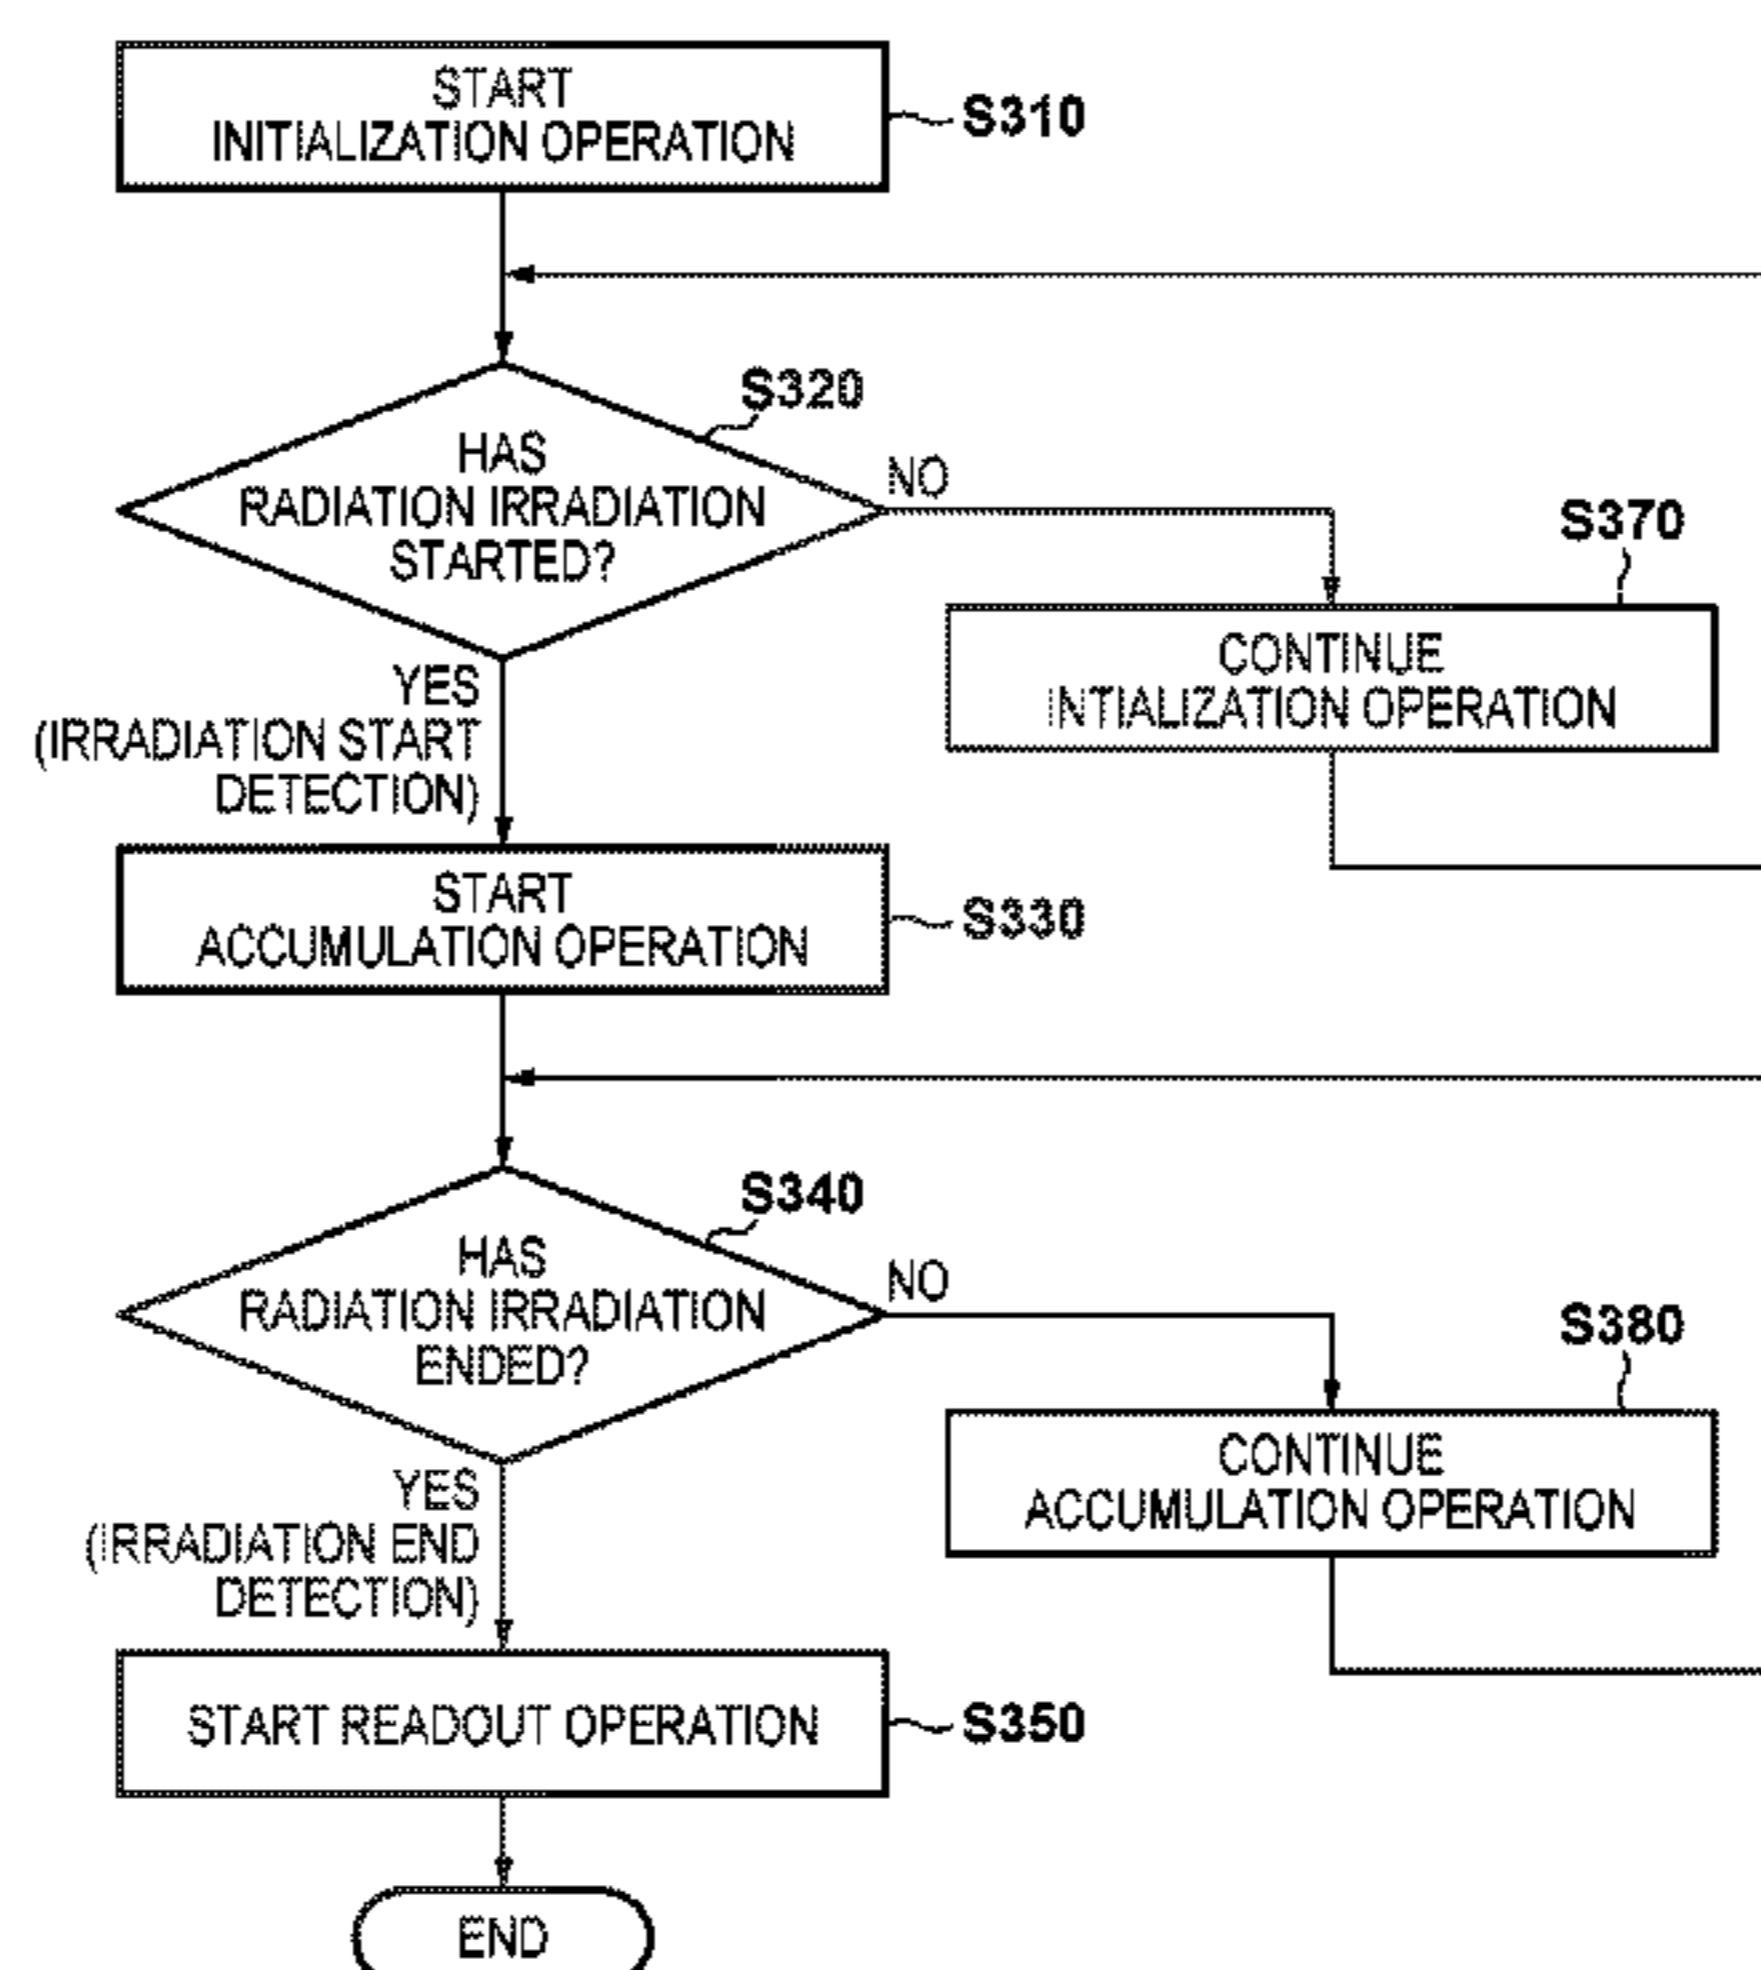 START
INITIALIZATION OPERATION
S310
S320
HAS
RADIATION IRRADIATION
STARTED?
NO
S370
CONTINUE
INTIALIZATION OPERATION
YES
(IRRADIATION START
DETECTION)
START
ACCUMULATION OPERATION
S330
S340
HAS
RADIATION IRRADIATION
ENDED?
NO
S380
CONTINUE
ACCUMULATION OPERATION
YES
(IRRADIATION END
DETECTION)
START READOUT OPERATION
S350
END